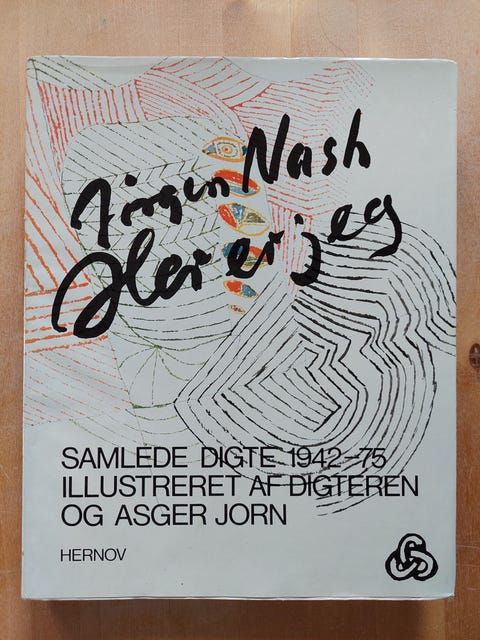 Jørgen Nash
Her er jeg
SAMLEDE DIGTE 1942-75
ILLUSTRERET AF DIGTEREN
OG ASGER JORN
HERNOV